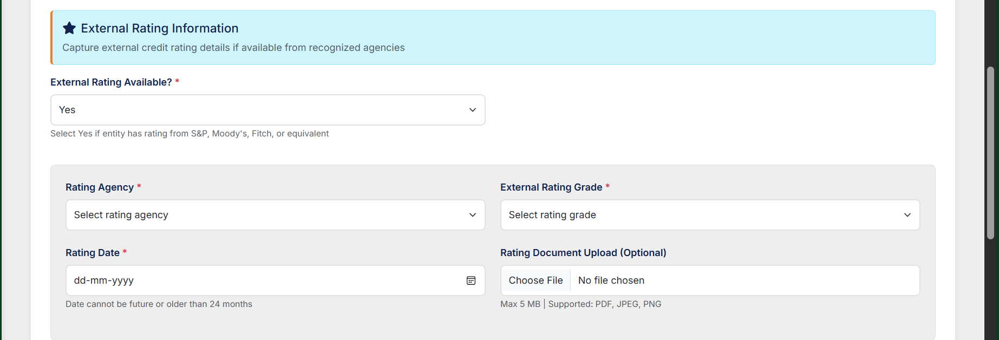 External Rating Information
Capture external credit rating details if available from recognized agencies
External Rating Available? *
Yes
Select Yes if entity has rating from S&P, Moody's, Fitch, or equivalent
Rating Agency *
Select rating agency
External Rating Grade *
Select rating grade
Rating Date *
dd-mm-yyyy
Date cannot be future or older than 24 months
Rating Document Upload (Optional)
Choose File No file chosen
Max 5 MB | Supported: PDF, JPEG, PNG